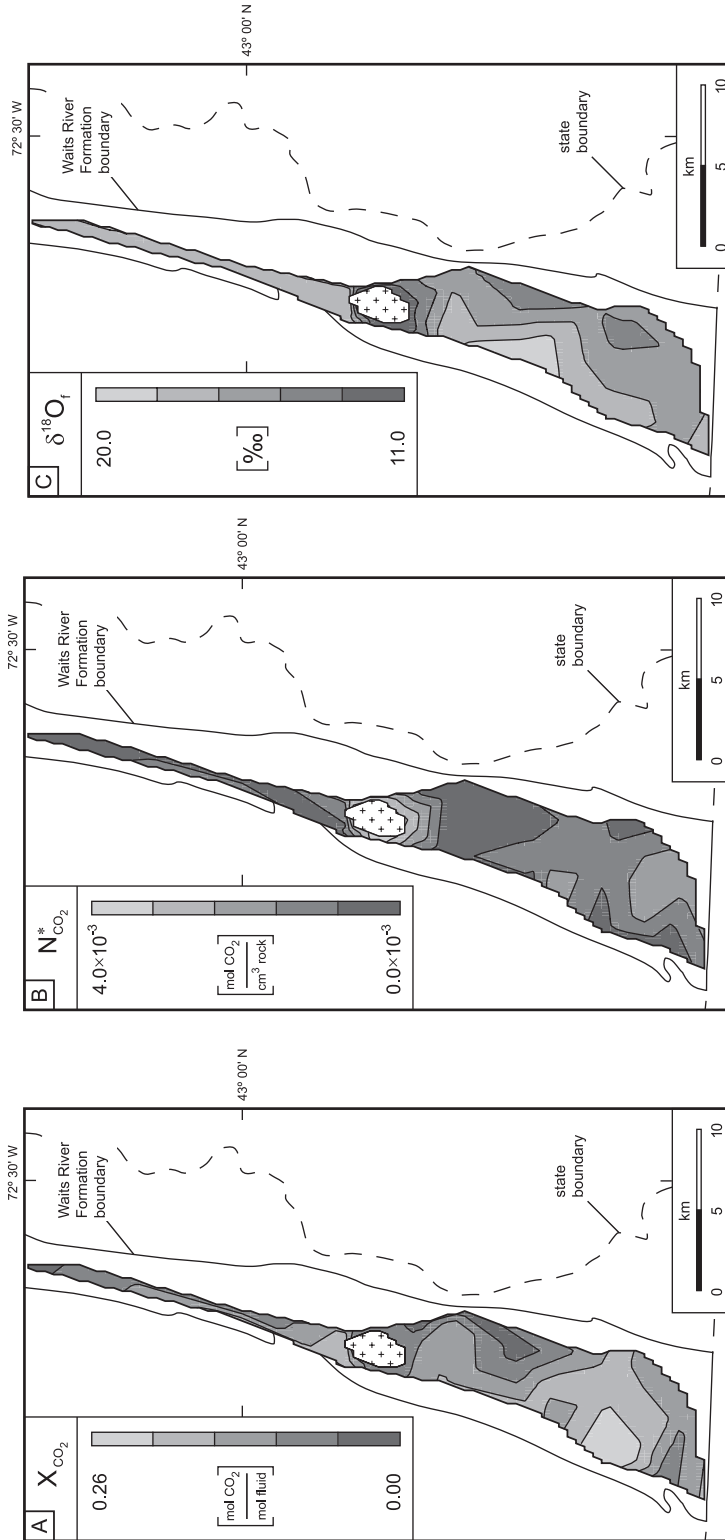 A
X CO2
0.26
[mol CO2 / mol fluid]
0.00
72° 30' W
Waits River
Formation
boundary
43° 00' N
state
boundary
km
0 5 10
B
N* CO2
4.0×10-3
[mol CO2 / cm3 rock]
0.0×10-3
72° 30' W
Waits River
Formation
boundary
43° 00' N
state
boundary
km
0 5 10
C
δ18Of
20.0
[‰]
11.0
72° 30' W
Waits River
Formation
boundary
43° 00' N
state
boundary
km
0 5 10